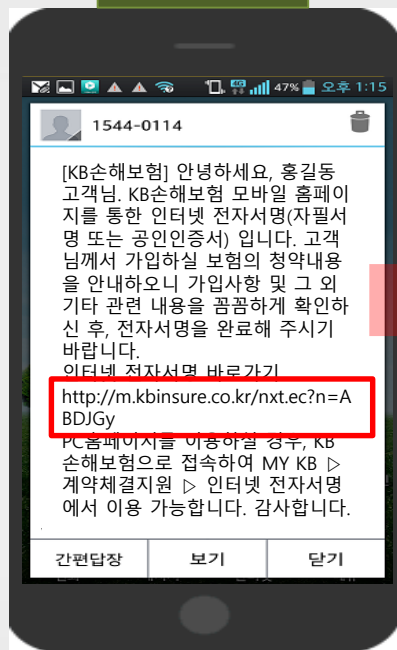 4G 47% 오후 1:15
1544-0114
[KB손해보험] 안녕하세요, 홍길동
고객님. KB손해보험 모바일 홈페이
지를 통한 인터넷 전자서명(자필서
명 또는 공인인증서) 입니다. 고객
님께서 가입하실 보험의 청약내용
을 안내하오니 가입사항 및 그 외
기타 관련 내용을 꼼꼼하게 확인하
신 후, 전자서명을 완료해 주시기
바랍니다.
인터넷 전자서명 바로가기
http://m.kbinsure.co.kr/nxt.ec?n=A
BDJGy
PC홈페이지를 이용하실 경우, KB
손해보험으로 접속하여 MY KB ▷
계약체결지원 ▷ 인터넷 전자서명
에서 이용 가능합니다. 감사합니다.
간편답장 보기 닫기